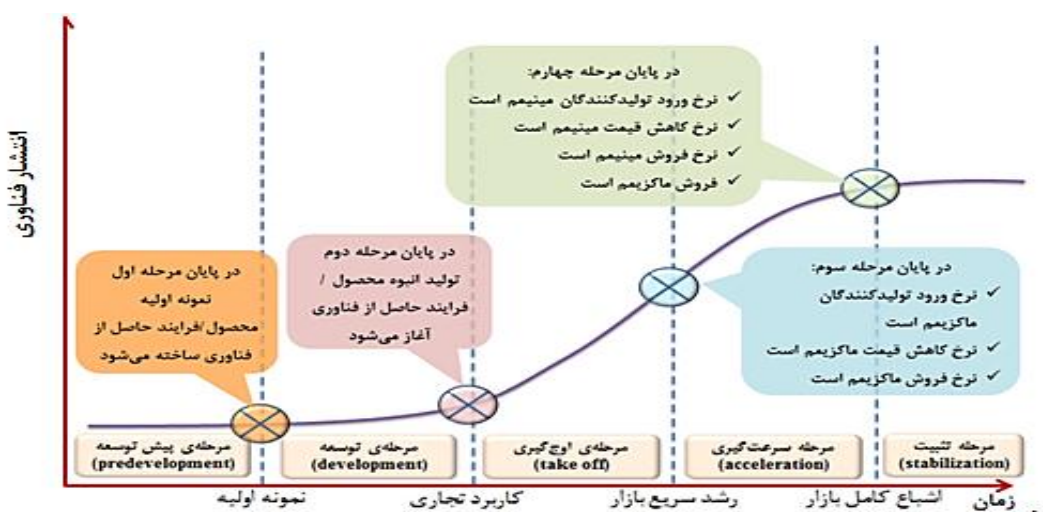 انتشار فناوری
در پایان مرحله چهارم:
✓ نرخ ورود تولیدکنندگان مینیمم است
✓ نرخ کاهش قیمت مینیمم است
✓ نرخ فروش مینیمم است
✓ فروش ماکزیمم است
در پایان مرحله سوم:
✓ نرخ ورود تولیدکنندگان
ماکزیمم است
✓ نرخ کاهش قیمت ماکزیمم است
✓ نرخ فروش ماکزیمم است
در پایان مرحله دوم
تولید انبوه محصول /
فرایند حاصل از فناوری
آغاز می‌شود
در پایان مرحله اول
نمونه اولیه
محصول/فرایند حاصل از
فناوری ساخته می‌شود
مرحله‌ی پیش توسعه
(predevelopment)
مرحله‌ی توسعه
(development)
مرحله‌ی اوج‌گیری
(take off)
مرحله سرعت‌گیری
(acceleration)
مرحله تثبیت
(stabilization)
نمونه اولیه
کاربرد تجاری
رشد سریع بازار
اشباع کامل بازار
زمان